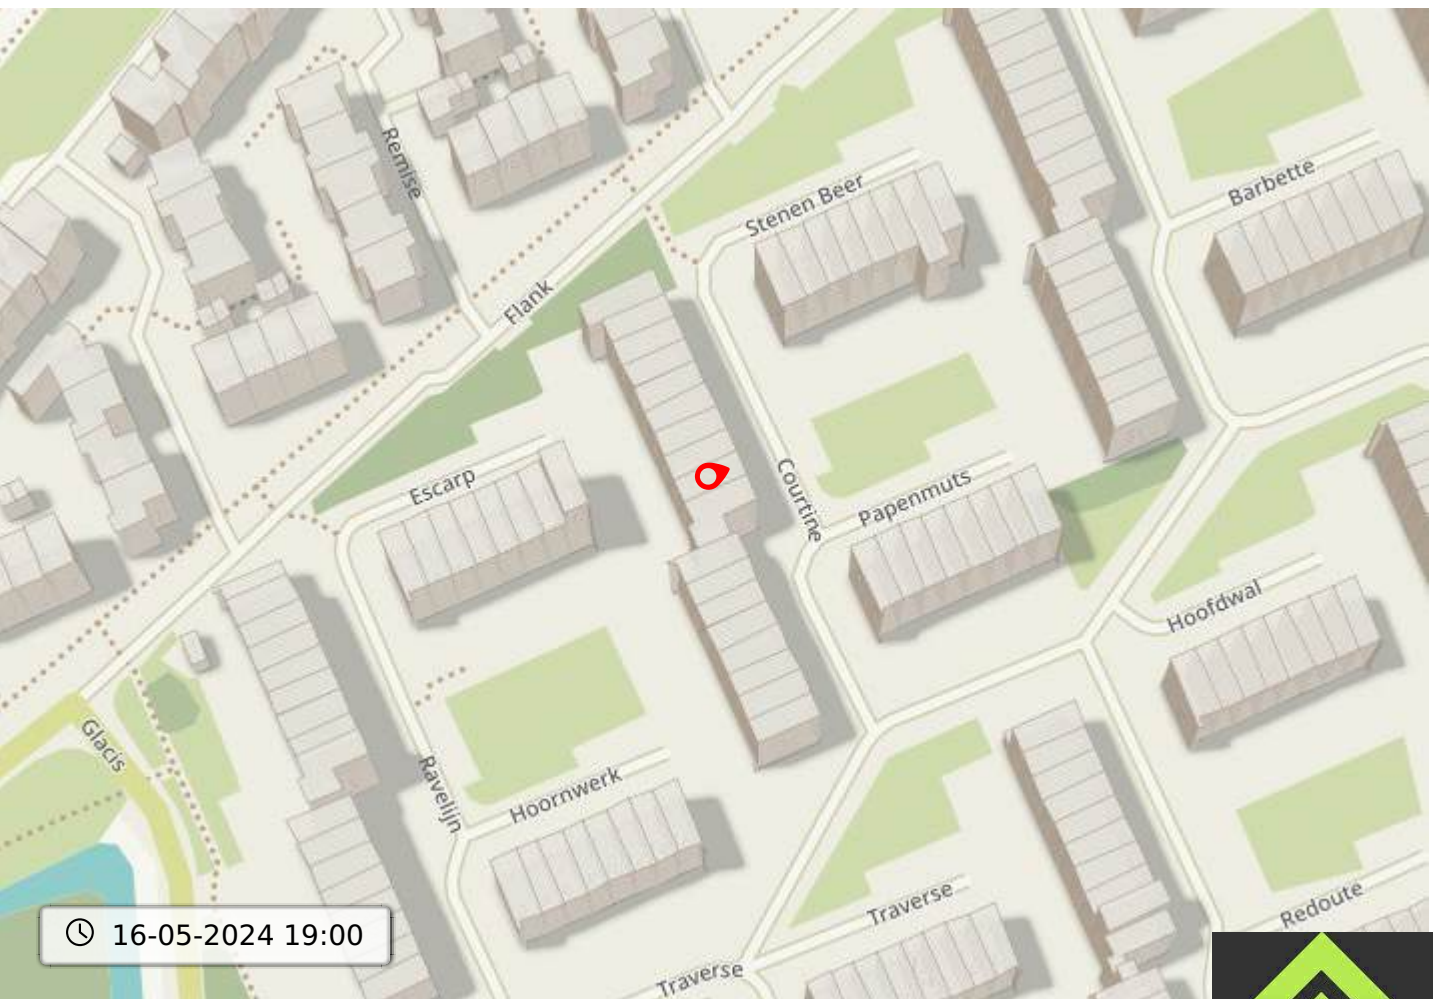 Remise
Stenen Beer
Barbette
Flank
Escarp
Courtine
Papenmuts
Hoofdwal
Glacis
Ravelijn
Hoornwerk
Traverse
Redoute
Traverse
16-05-2024 19:00